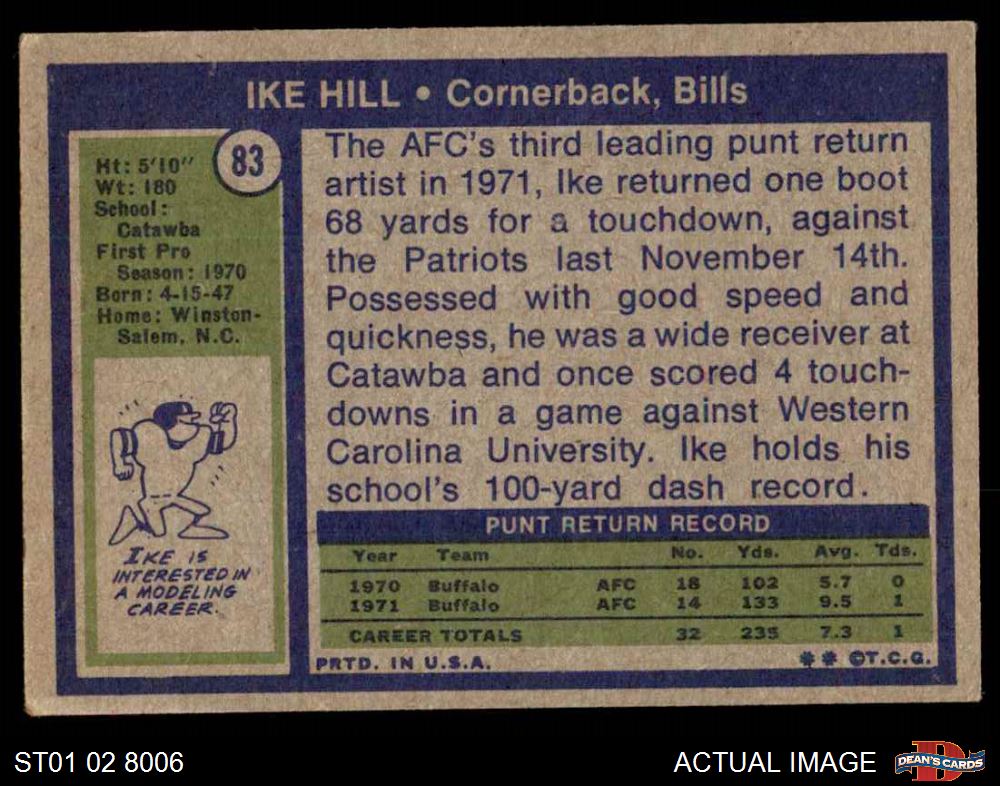 IKE HILL • Cornerback, Bills
83
Ht: 5'10"
Wt: 180
School:
Catawba
First Pro
Season: 1970
Born: 4-15-47
Home: Winston-
Salem, N.C.
IKE IS
INTERESTED IN
A MODELING
CAREER.
The AFC's third leading punt return
artist in 1971, Ike returned one boot
68 yards for a touchdown, against
the Patriots last November 14th.
Possessed with good speed and
quickness, he was a wide receiver at
Catawba and once scored 4 touch-
downs in a game against Western
Carolina University. Ike holds his
school's 100-yard dash record.
PUNT RETURN RECORD
Year Team No. Yds. Avg. Tds.
1970 Buffalo AFC 18 102 5.7 0
1971 Buffalo AFC 14 133 9.5 1
CAREER TOTALS 32 235 7.3 1
PRTD. IN U.S.A. ** ©T.C.G.
ST01 02 8006
ACTUAL IMAGE
D
DEAN'S CARDS